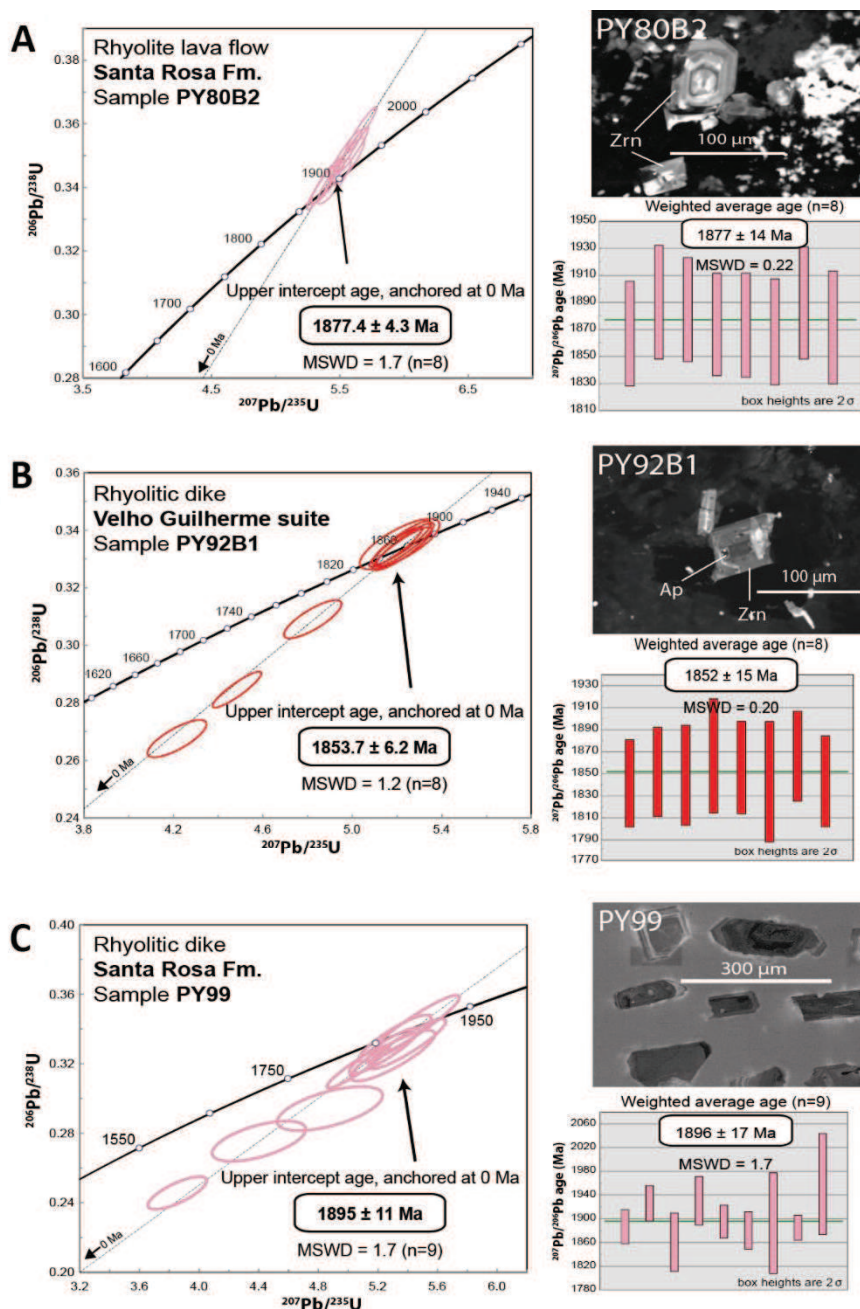 A
Rhyolite lava flow
Santa Rosa Fm.
Sample PY80B2
0.38
0.36
0.34
0.32
0.30
0.28
206Pb/238U
2000
1900
1800
1700
1600
Upper intercept age, anchored at 0 Ma
1877.4 ± 4.3 Ma
MSWD = 1.7 (n=8)
0 Ma
3.5 4.5 5.5 6.5
207Pb/235U
PY80B2
Zrn
100 µm
Weighted average age (n=8)
1877 ± 14 Ma
MSWD = 0.22
1950
1930
1910
1890
1870
1850
1830
1810
207Pb/206Pb age (Ma)
box heights are 2σ
B
Rhyolitic dike
Velho Guilherme suite
Sample PY92B1
0.36
0.34
0.32
0.30
0.28
0.26
0.24
206Pb/238U
1940
1900
1860
1820
1740
1700
1660
1620
Upper intercept age, anchored at 0 Ma
1853.7 ± 6.2 Ma
MSWD = 1.2 (n=8)
0 Ma
3.8 4.2 4.6 5.0 5.4 5.8
207Pb/235U
PY92B1
Ap
Zrn
100 µm
Weighted average age (n=8)
1852 ± 15 Ma
MSWD = 0.20
1930
1910
1890
1870
1850
1830
1810
1790
1770
207Pb/206Pb age (Ma)
box heights are 2σ
C
Rhyolitic dike
Santa Rosa Fm.
Sample PY99
0.40
0.36
0.32
0.28
0.24
0.20
206Pb/238U
1950
1750
1550
Upper intercept age, anchored at 0 Ma
1895 ± 11 Ma
MSWD = 1.7 (n=9)
0 Ma
3.2 4.0 4.6 5.2 5.6 6.0
207Pb/235U
PY99
300 µm
Weighted average age (n=9)
1896 ± 17 Ma
MSWD = 1.7
2060
2020
1980
1940
1900
1860
1820
1780
207Pb/206Pb age (Ma)
box heights are 2σ